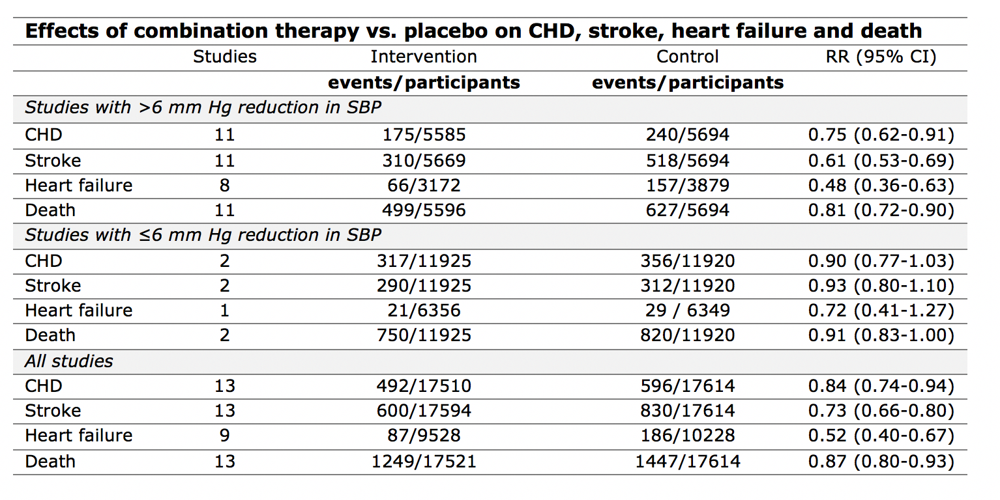 Effects of combination therapy vs. placebo on CHD, stroke, heart failure and death
Studies Intervention Control RR (95% CI)
events/participants events/participants
Studies with >6 mm Hg reduction in SBP
CHD 11 175/5585 240/5694 0.75 (0.62-0.91)
Stroke 11 310/5669 518/5694 0.61 (0.53-0.69)
Heart failure 8 66/3172 157/3879 0.48 (0.36-0.63)
Death 11 499/5596 627/5694 0.81 (0.72-0.90)
Studies with ≤6 mm Hg reduction in SBP
CHD 2 317/11925 356/11920 0.90 (0.77-1.03)
Stroke 2 290/11925 312/11920 0.93 (0.80-1.10)
Heart failure 1 21/6356 29 / 6349 0.72 (0.41-1.27)
Death 2 750/11925 820/11920 0.91 (0.83-1.00)
All studies
CHD 13 492/17510 596/17614 0.84 (0.74-0.94)
Stroke 13 600/17594 830/17614 0.73 (0.66-0.80)
Heart failure 9 87/9528 186/10228 0.52 (0.40-0.67)
Death 13 1249/17521 1447/17614 0.87 (0.80-0.93)